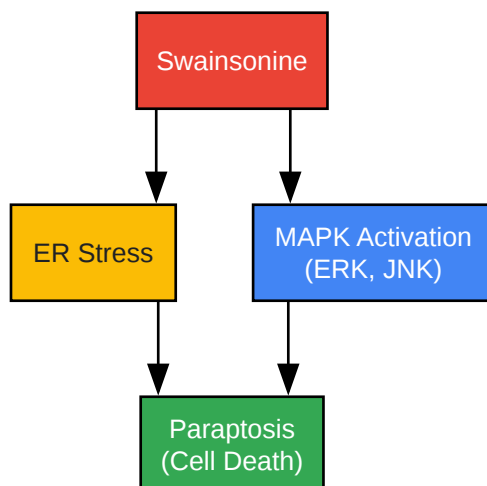 Swainsonine
ER Stress
MAPK Activation
(ERK, JNK)
Paraptosis
(Cell Death)